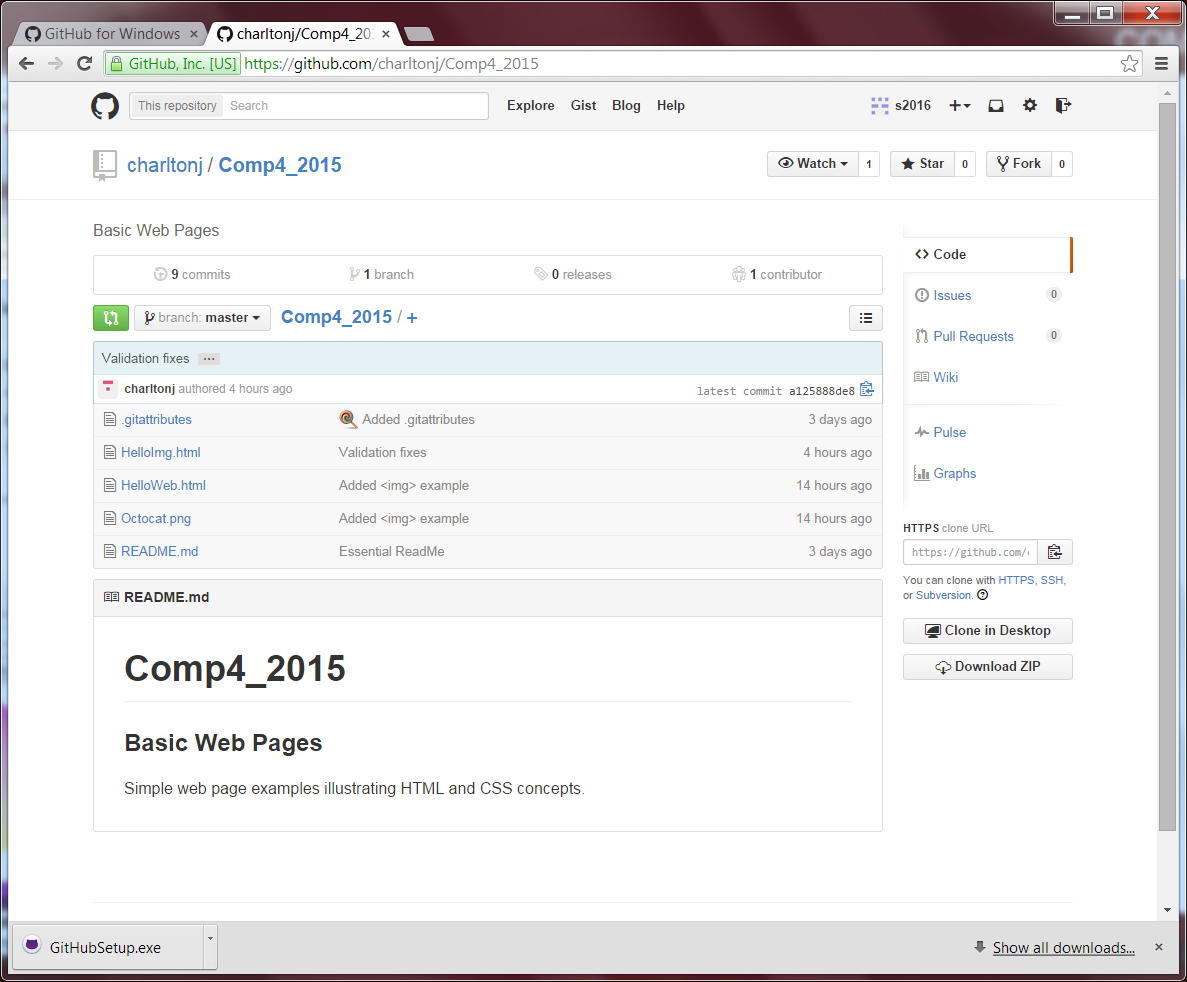 GitHub for Windows
charltonj/Comp4_20
GitHub, Inc. [US] https://github.com/charltonj/Comp4_2015
This repository Search Explore Gist Blog Help s2016
charltonj / Comp4_2015 Watch 1 Star 0 Fork 0
Basic Web Pages
9 commits 1 branch 0 releases 1 contributor
branch: master Comp4_2015 / +
Validation fixes ...
charltonj authored 4 hours ago latest commit a125888de8
.gitattributes Added .gitattributes 3 days ago
HelloImg.html Validation fixes 4 hours ago
HelloWeb.html Added <img> example 14 hours ago
Octocat.png Added <img> example 14 hours ago
README.md Essential ReadMe 3 days ago
README.md
Comp4_2015
Basic Web Pages
Simple web page examples illustrating HTML and CSS concepts.
Code
Issues 0
Pull Requests 0
Wiki
Pulse
Graphs
HTTPS clone URL
https://github.com/
You can clone with HTTPS, SSH,
or Subversion.
Clone in Desktop
Download ZIP
GitHubSetup.exe Show all downloads...